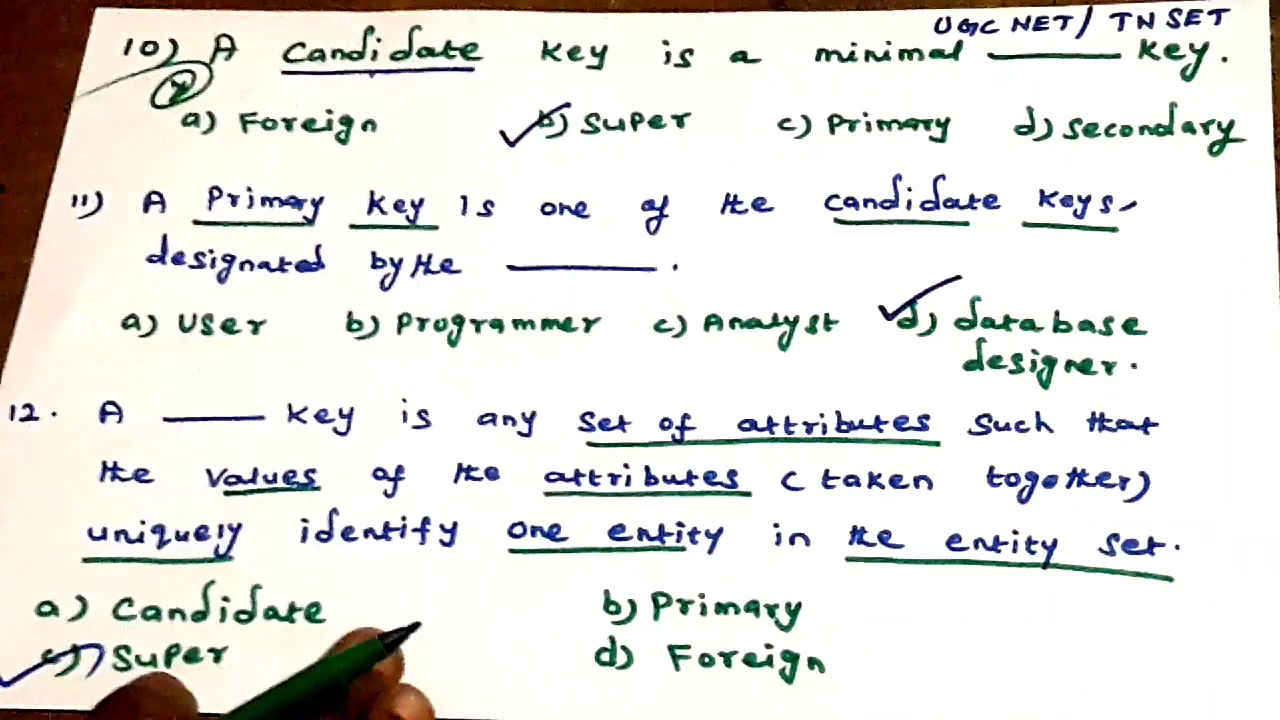 UGC NET/ TN SET
10) A candidate key is a minimal ——— key.
a) Foreign b) super c) Primary d) secondary
11) A Primary key is one of the candidate keys,
designated by the ——— .
a) user b) programmer c) Analyst d) database
designer.
12. A ——— key is any set of attributes such that
the values of the attributes (taken together)
uniquely identify one entity in the entity set.
a) Candidate b) Primary
c) Super d) Foreign